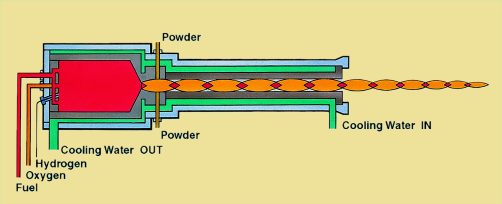 Powder
Powder
Cooling Water IN
Cooling Water OUT
Hydrogen
Oxygen
Fuel